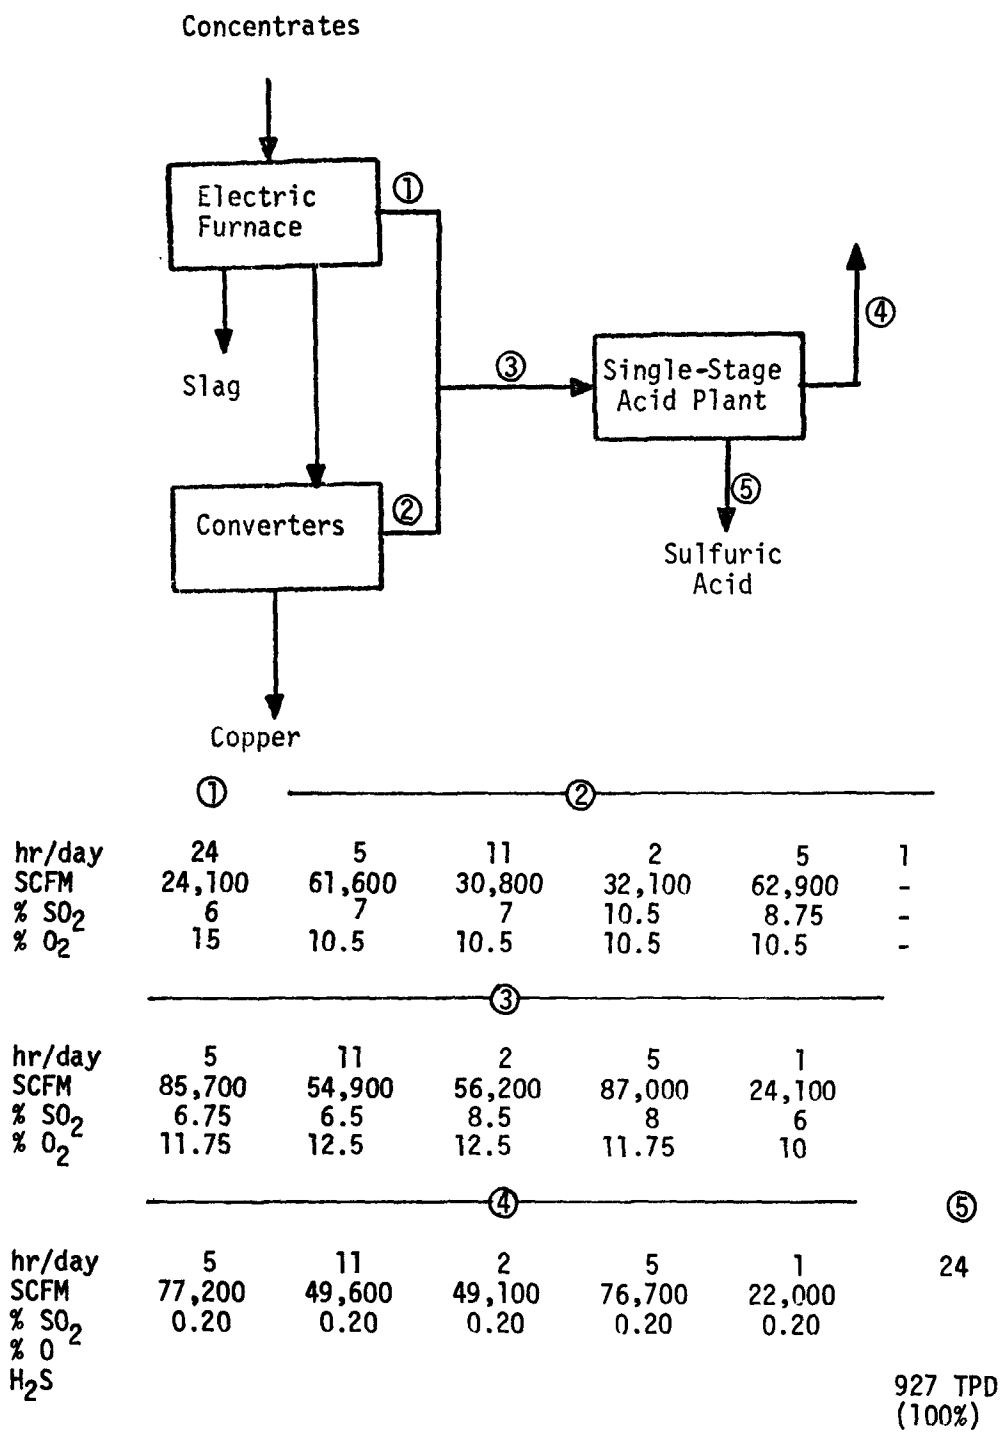 Concentrates
Electric
Furnace
①
④
Slag
③
Single-Stage
Acid Plant
②
⑤
Converters
Sulfuric
Acid
Copper
① ②
hr/day 24 5 11 2 5 1
SCFM 24,100 61,600 30,800 32,100 62,900 -
% SO2 6 7 7 10.5 8.75 -
% O2 15 10.5 10.5 10.5 10.5 -
③
hr/day 5 11 2 5 1
SCFM 85,700 54,900 56,200 87,000 24,100
% SO2 6.75 6.5 8.5 8 6
% O2 11.75 12.5 12.5 11.75 10
④ ⑤
hr/day 5 11 2 5 1 24
SCFM 77,200 49,600 49,100 76,700 22,000
% SO2 0.20 0.20 0.20 0.20 0.20
% O
H2S
927 TPD
(100%)